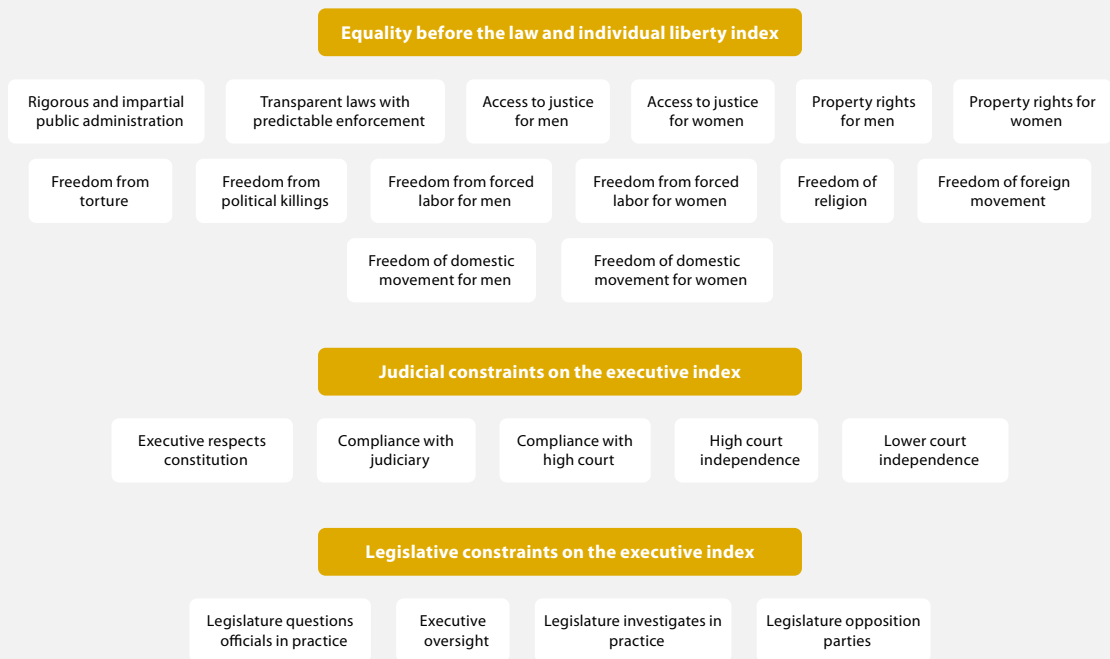 Equality before the law and individual liberty index
Rigorous and impartial
public administration
Transparent laws with
predictable enforcement
Access to justice
for men
Access to justice
for women
Property rights
for men
Property rights for
women
Freedom from
torture
Freedom from
political killings
Freedom from forced
labor for men
Freedom from forced
labor for women
Freedom of
religion
Freedom of foreign
movement
Freedom of domestic
movement for men
Freedom of domestic
movement for women
Judicial constraints on the executive index
Executive respects
constitution
Compliance with
judiciary
Compliance with
high court
High court
independence
Lower court
independence
Legislative constraints on the executive index
Legislature questions
officials in practice
Executive
oversight
Legislature investigates in
practice
Legislature opposition
parties